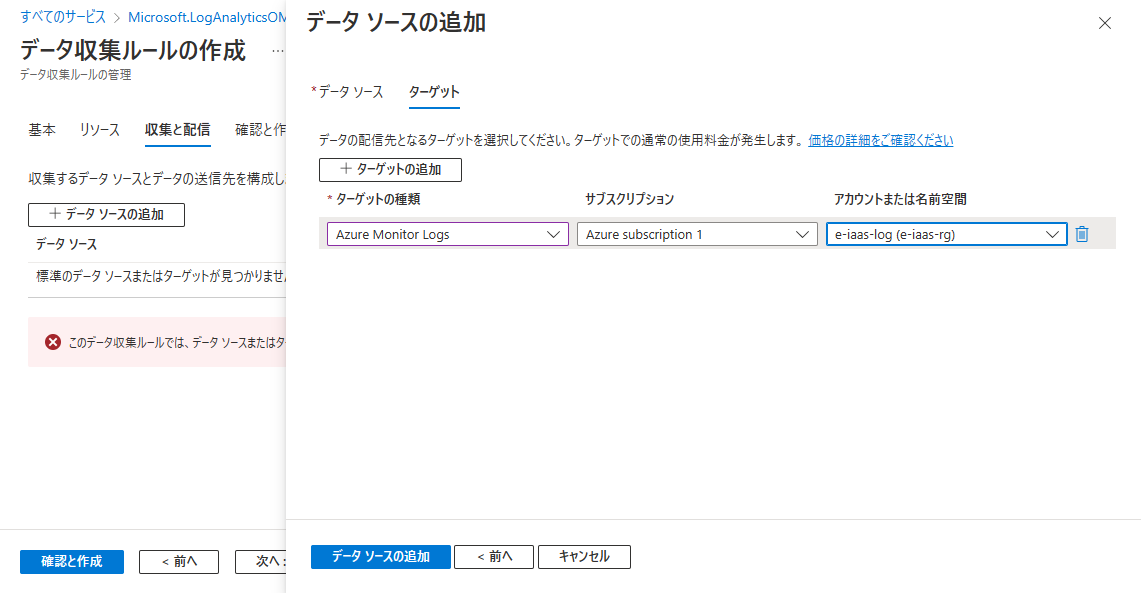 すべてのサービス > Microsoft.LogAnalyticsOM
データ収集ルールの作成 …
データ収集ルールの管理
基本 リソース 収集と配信 確認と作
収集するデータ ソースとデータの送信先を構成し
+ データ ソースの追加
データ ソース
標準のデータ ソースまたはターゲットが見つかりません
このデータ収集ルールでは、データ ソースまたはタ
確認と作成 < 前へ 次へ:
データ ソースの追加
* データ ソース ターゲット
データの配信先となるターゲットを選択してください。ターゲットでの通常の使用料金が発生します。 価格の詳細をご確認ください
+ ターゲットの追加
* ターゲットの種類 サブスクリプション アカウントまたは名前空間
Azure Monitor Logs Azure subscription 1 e-iaas-log (e-iaas-rg)
データ ソースの追加 < 前へ キャンセル